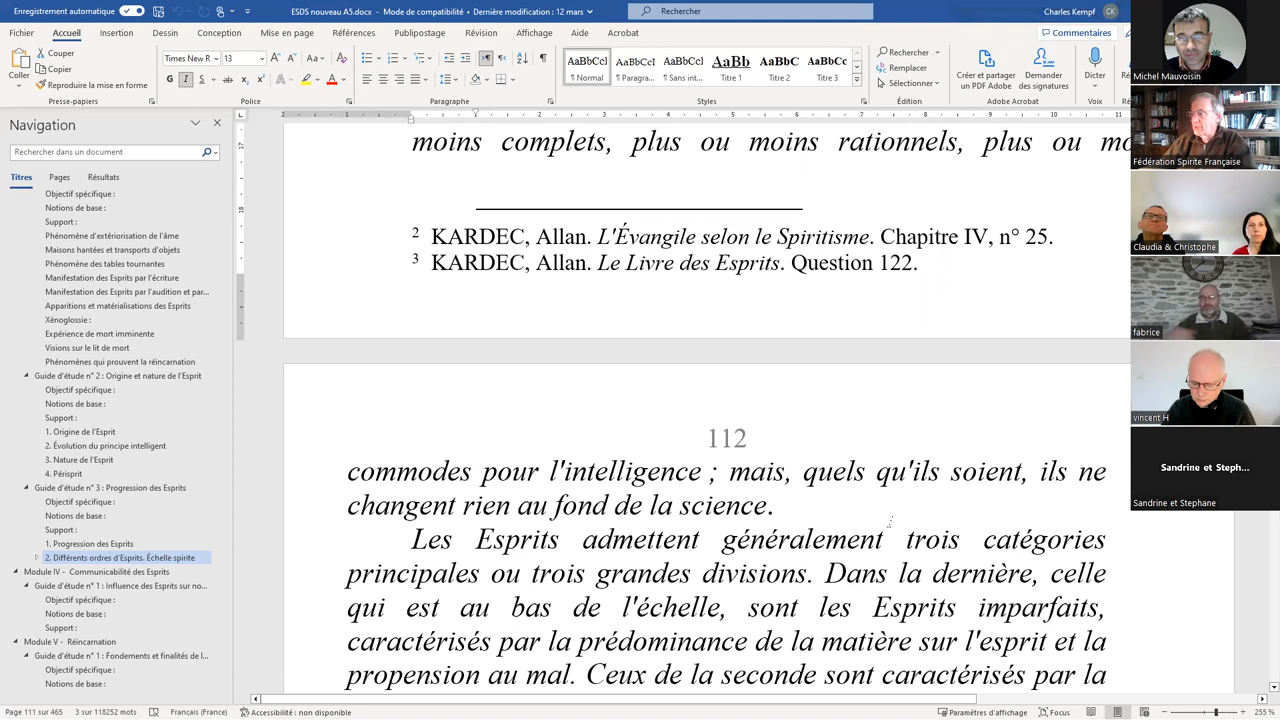 Enregistrement automatique
ESDS nouveau A5.docx - Mode de compatibilité • Dernière modification : 12 mars
Rechercher
Charles Kempf
CK
Fichier
Accueil
Insertion
Dessin
Conception
Mise en page
Références
Publipostage
Révision
Affichage
Aide
Acrobat
Commentaires
Coller
Couper
Copier
Reproduire la mise en forme
Presse-papiers
Times New R
13
Police
Paragraphe
AaBbCcI
¶ Normal
AaBbCcI
¶ Paragra...
AaBbCcI
¶ Sans int...
AaBb
Titre 1
AaBbC
Titre 2
AaBbCc
Titre 3
Styles
Rechercher
Remplacer
Sélectionner
Édition
Créer et partager
un PDF Adobe
Demander
des signatures
Adobe Acrobat
Dicter
Voix
Navigation
Rechercher dans un document
Titres
Pages
Résultats
Objectif spécifique :
Notions de base :
Support :
Phénomène d'extériorisation de l'âme
Maisons hantées et transports d'objets
Phénomène des tables tournantes
Manifestation des Esprits par l'écriture
Manifestation des Esprits par l'audition et par...
Apparitions et matérialisations des Esprits
Xénoglossie :
Expérience de mort imminente
Visions sur le lit de mort
Phénomènes qui prouvent la réincarnation
Guide d'étude n° 2 : Origine et nature de l'Esprit
Objectif spécifique :
Notions de base :
Support :
1. Origine de l'Esprit
2. Évolution du principe intelligent
3. Nature de l'Esprit
4. Périsprit
Guide d'étude n° 3 : Progression des Esprits
Objectif spécifique :
Notions de base :
Support :
1. Progression des Esprits
2. Différents ordres d'Esprits. Échelle spirite
Module IV - Communicabilité des Esprits
Guide d'étude n° 1 : Influence des Esprits sur no...
Objectif spécifique :
Notions de base :
Support :
Module V - Réincarnation
Guide d'étude n° 1 : Fondements et finalités de l...
Objectif spécifique :
Notions de base :
moins complets, plus ou moins rationnels, plus ou mo
2 KARDEC, Allan. L'Évangile selon le Spiritisme. Chapitre IV, n° 25.
3 KARDEC, Allan. Le Livre des Esprits. Question 122.
112
commodes pour l'intelligence ; mais, quels qu'ils soient, ils ne
changent rien au fond de la science.
Les Esprits admettent généralement trois catégories
principales ou trois grandes divisions. Dans la dernière, celle
qui est au bas de l'échelle, sont les Esprits imparfaits,
caractérisés par la prédominance de la matière sur l'esprit et la
propension au mal. Ceux de la seconde sont caractérisés par la
Michel Mauvoisin
Fédération Spirite Française
Claudia & Christophe
fabrice
vincent H
Sandrine et Steph...
Sandrine et Stephane
Page 111 sur 465
3 sur 118252 mots
Français (France)
Accessibilité : non disponible
Paramètres d'affichage
Focus
255 %